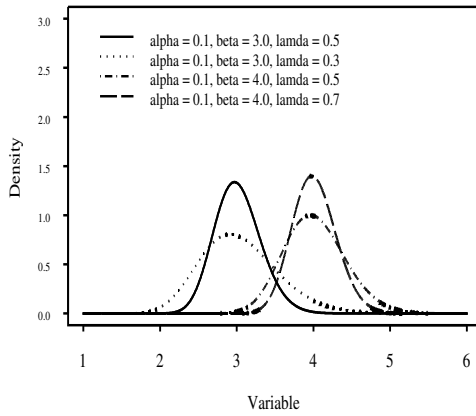 alpha = 0.1, beta = 3.0, lamda = 0.5
alpha = 0.1, beta = 3.0, lamda = 0.3
alpha = 0.1, beta = 4.0, lamda = 0.5
alpha = 0.1, beta = 4.0, lamda = 0.7
3.0
2.5
2.0
1.5
1.0
0.5
0.0
Density
1 2 3 4 5 6
Variable